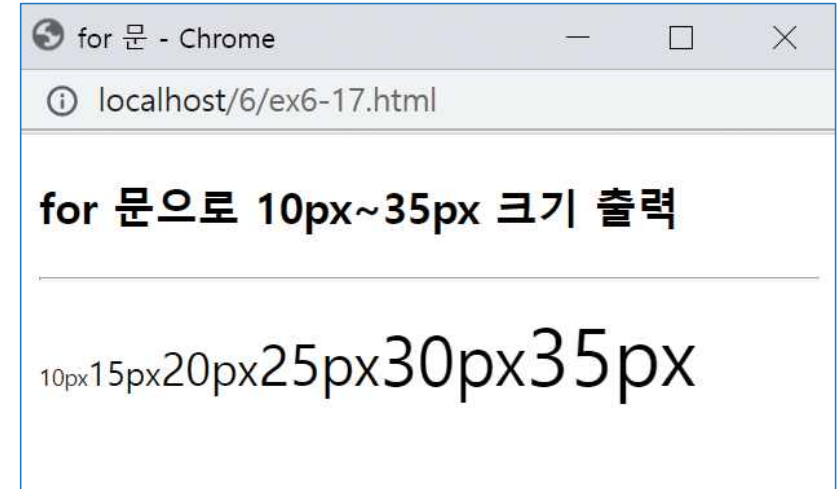 for 문 - Chrome
localhost/6/ex6-17.html
for 문으로 10px~35px 크기 출력
10px15px20px25px30px35px